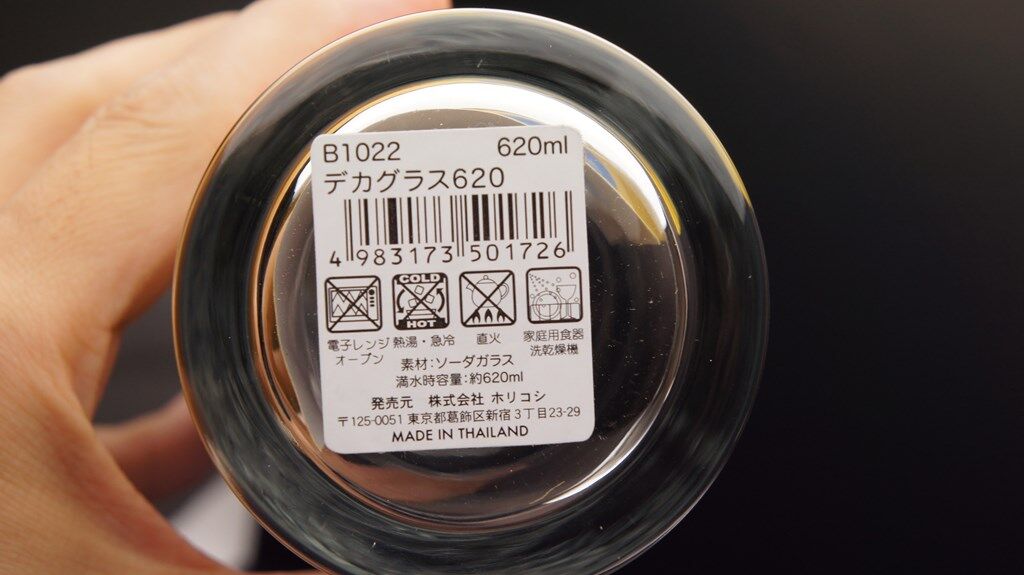 B1022 620ml
デカグラス620
4 983173 501726
COLD
HOT
電子レンジ オーブン
熱湯・急冷
直火
家庭用食器 洗乾燥機
素材:ソーダガラス
満水時容量:約620ml
発売元 株式会社 ホリコシ
〒125-0051 東京都葛飾区新宿3丁目23-29
MADE IN THAILAND